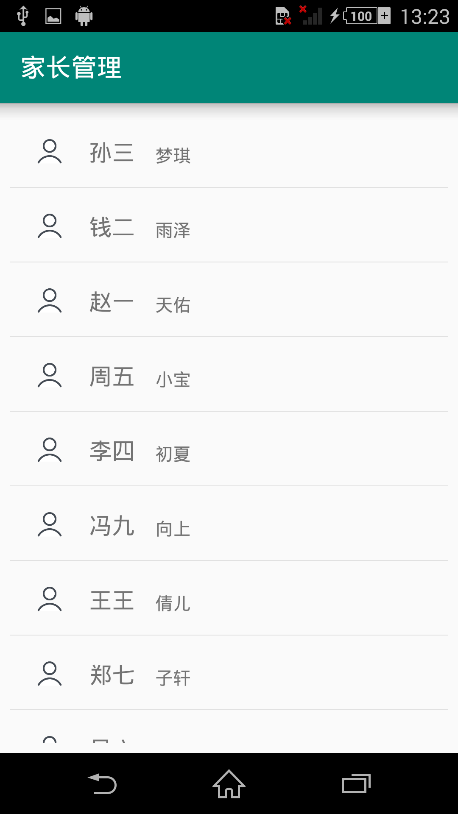 100 13:23
家长管理
孙三 梦琪
钱二 雨泽
赵一 天佑
周五 小宝
李四 初夏
冯九 向上
王王 倩儿
郑七 子轩